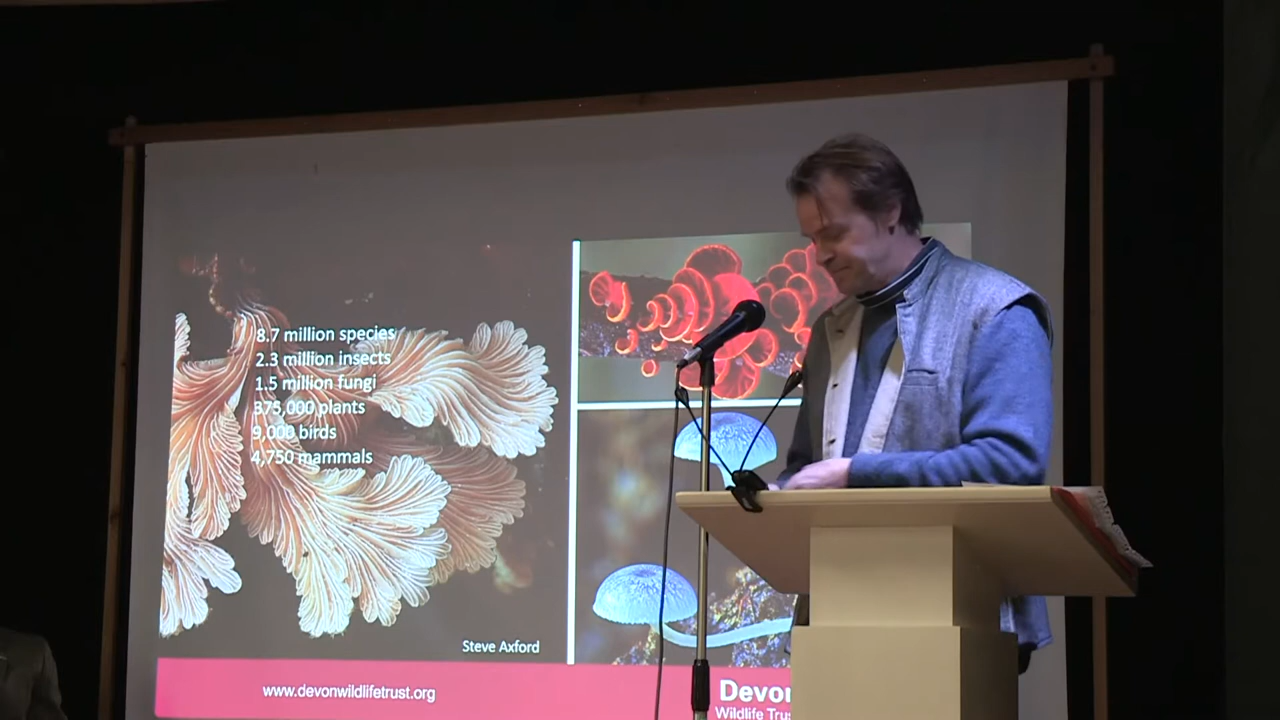 8.7 million species
2.3 million insects
1.5 million fungi
375,000 plants
9,000 birds
4,750 mammals
Steve Axford
www.devonwildlifetrust.org
Devon
Wildlife Trus